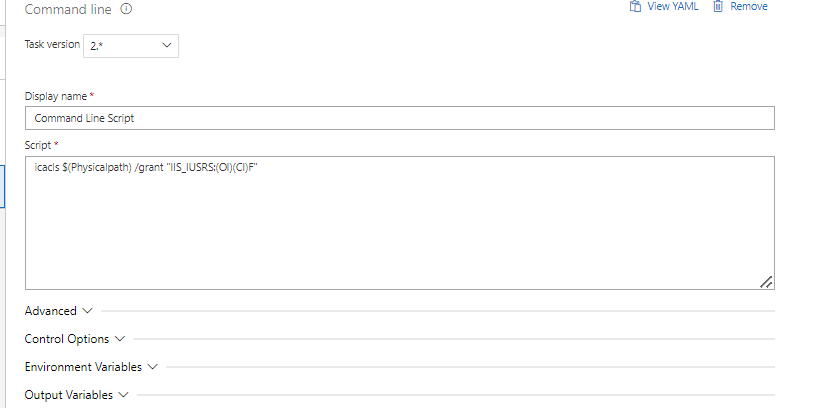 Command line
View YAML
Remove
Task version
2.*
Display name *
Command Line Script
Script *
icacls $(Physicalpath) /grant "IIS_IUSRS:(OI)(CI)F"
Advanced
Control Options
Environment Variables
Output Variables